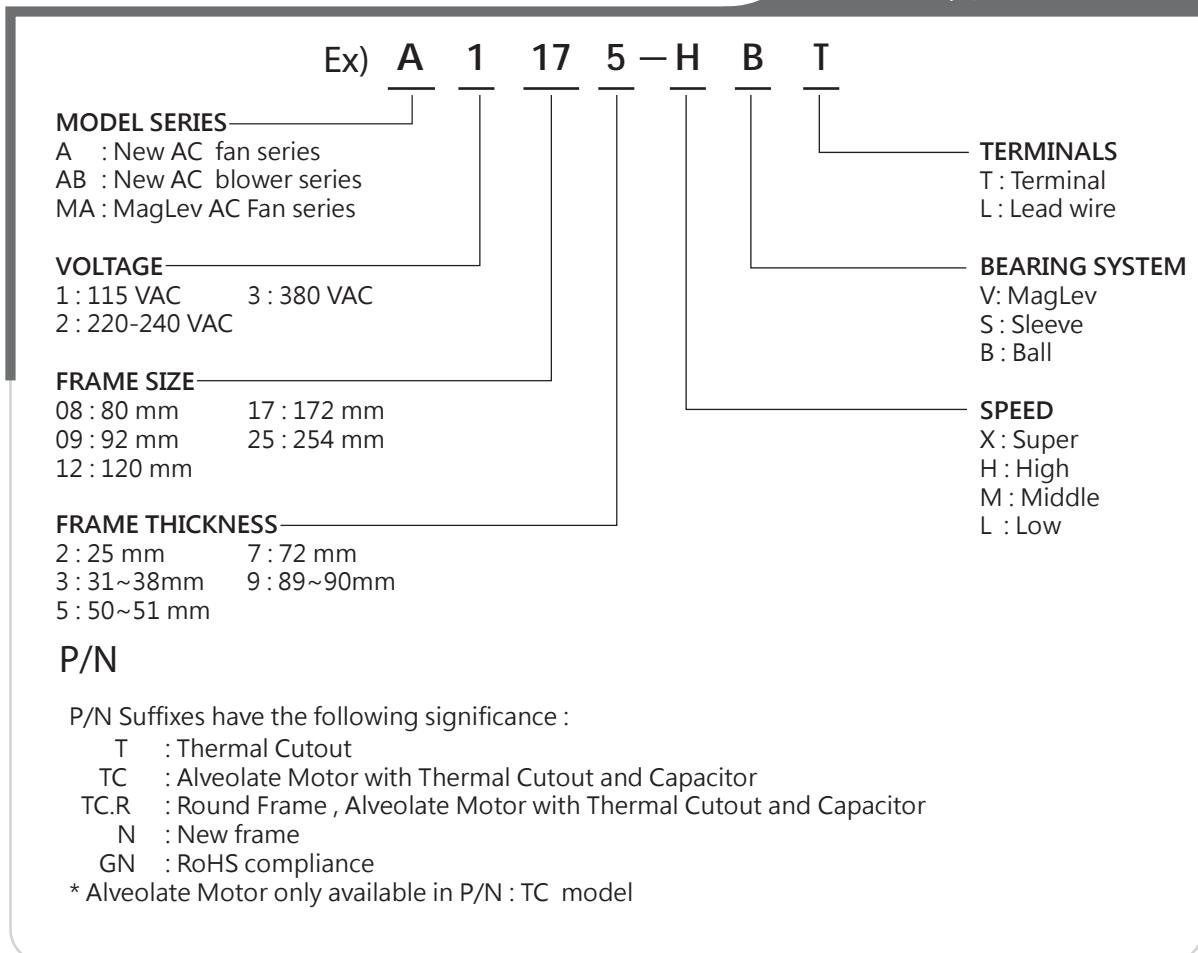 Ex) A 1 17 5 — H B T
MODEL SERIES
A : New AC fan series
AB : New AC blower series
MA : MagLev AC Fan series
VOLTAGE
1 : 115 VAC 3 : 380 VAC
2 : 220-240 VAC
FRAME SIZE
08 : 80 mm 17 : 172 mm
09 : 92 mm 25 : 254 mm
12 : 120 mm
FRAME THICKNESS
2 : 25 mm 7 : 72 mm
3 : 31~38mm 9 : 89~90mm
5 : 50~51 mm
TERMINALS
T : Terminal
L : Lead wire
BEARING SYSTEM
V: MagLev
S : Sleeve
B : Ball
SPEED
X : Super
H : High
M : Middle
L : Low
P/N
P/N Suffixes have the following significance :
T : Thermal Cutout
TC : Alveolate Motor with Thermal Cutout and Capacitor
TC.R : Round Frame , Alveolate Motor with Thermal Cutout and Capacitor
N : New frame
GN : RoHS compliance
* Alveolate Motor only available in P/N : TC model